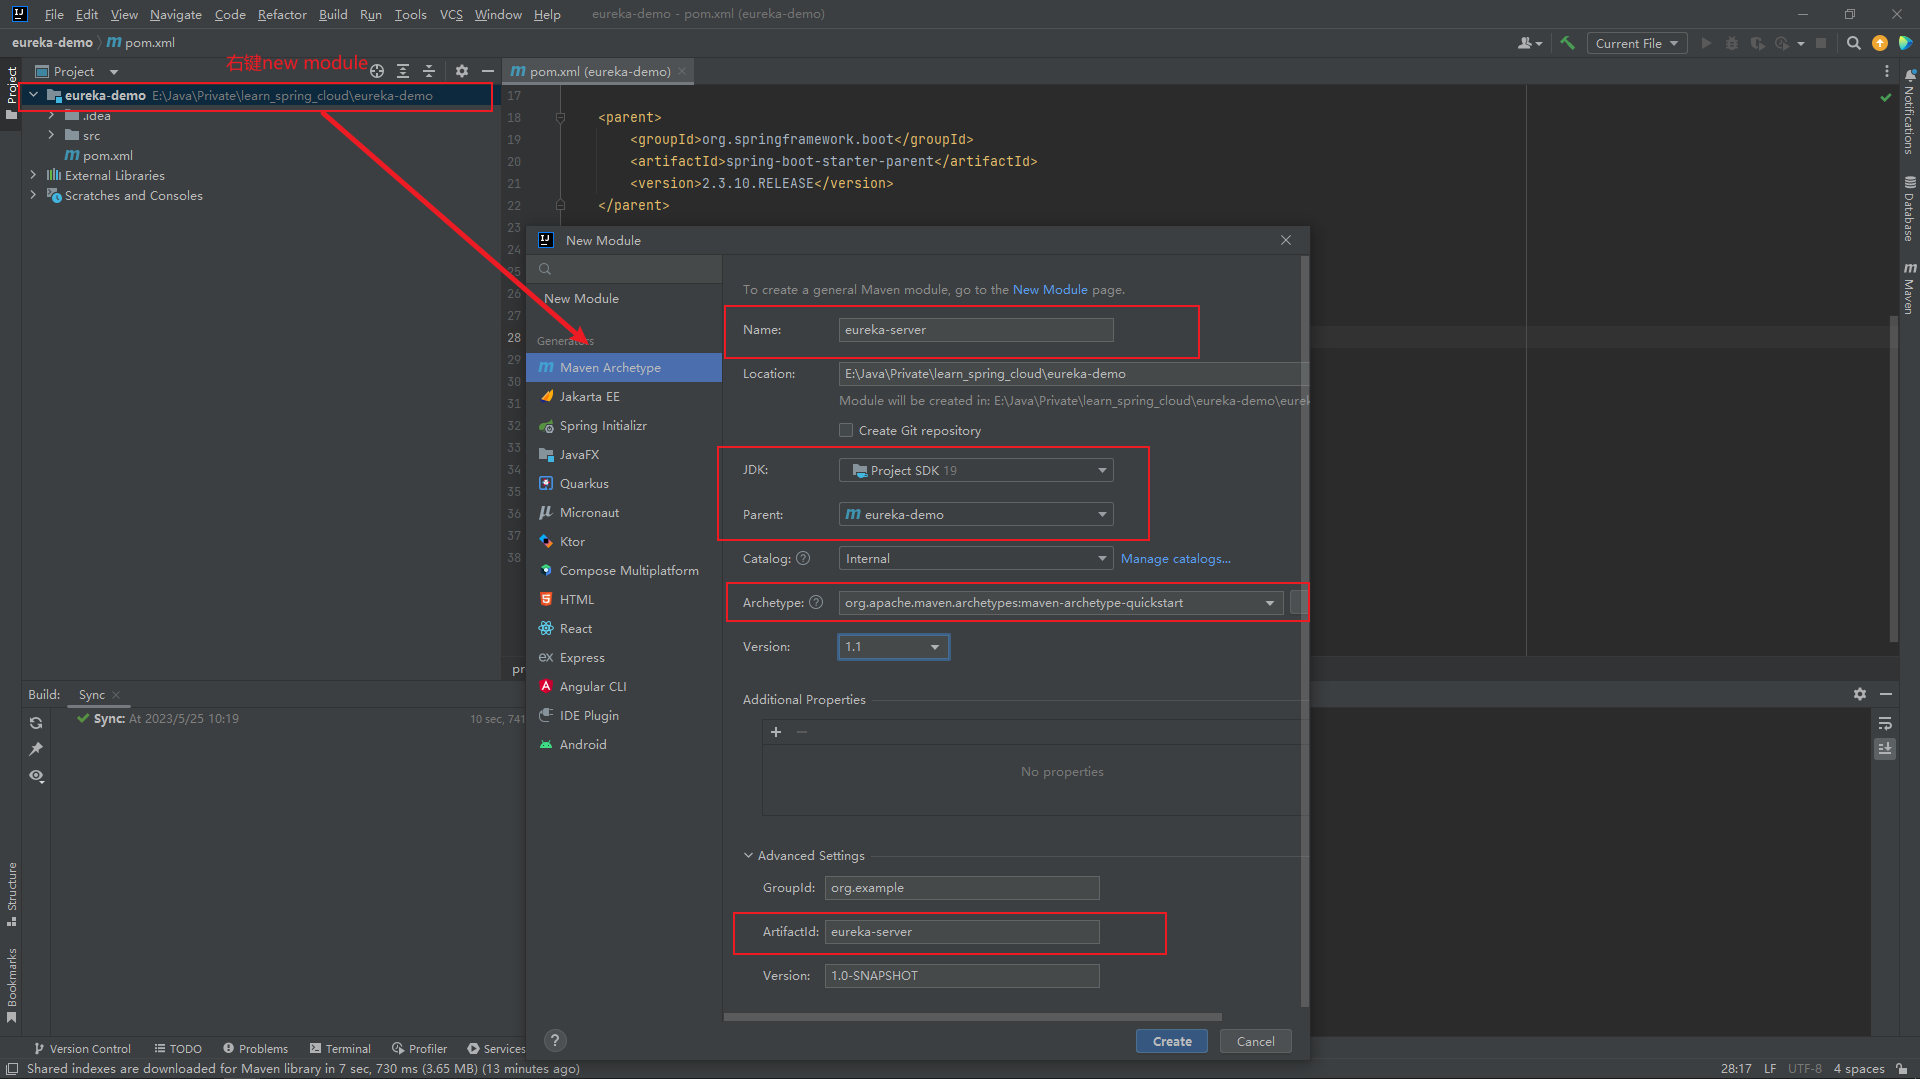 File Edit View Navigate Code Refactor Build Run Tools VCS Window Help eureka-demo - pom.xml (eureka-demo)
eureka-demo pom.xml
Current File
右键new module
Project
Project
pom.xml (eureka-demo)
eureka-demo E:\Java\Private\learn_spring_cloud\eureka-demo
.idea
src
pom.xml
External Libraries
Scratches and Consoles
17
18 <parent>
19 <groupId>org.springframework.boot</groupId>
20 <artifactId>spring-boot-starter-parent</artifactId>
21 <version>2.3.10.RELEASE</version>
22 </parent>
23
24
25
26
27
28
29
30
31
32
33
34
35
36
37
38
Notifications
Database
Maven
New Module
New Module
Generators
Maven Archetype
Jakarta EE
Spring Initializr
JavaFX
Quarkus
Micronaut
Ktor
Compose Multiplatform
HTML
React
Express
Angular CLI
IDE Plugin
Android
To create a general Maven module, go to the New Module page.
Name: eureka-server
Location: E:\Java\Private\learn_spring_cloud\eureka-demo
Module will be created in: E:\Java\Private\learn_spring_cloud\eureka-demo\eurek
Create Git repository
JDK: Project SDK 19
Parent: eureka-demo
Catalog: Internal Manage catalogs...
Archetype: org.apache.maven.archetypes:maven-archetype-quickstart
Version: 1.1
Additional Properties
No properties
Advanced Settings
GroupId: org.example
ArtifactId: eureka-server
Version: 1.0-SNAPSHOT
? Create Cancel
pr
Build: Sync
Sync: At 2023/5/25 10:19 10 sec, 741
Structure
Bookmarks
Version Control TODO Problems Terminal Profiler Services
Shared indexes are downloaded for Maven library in 7 sec, 730 ms (3.65 MB) (13 minutes ago)
28:17 LF UTF-8 4 spaces